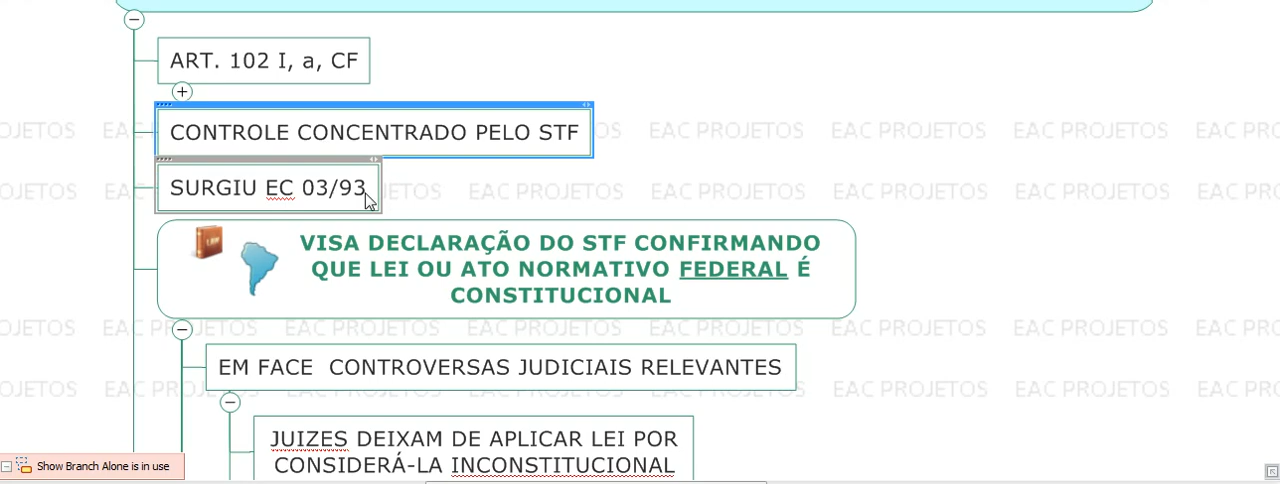 ART. 102 I, a, CF
CONTROLE CONCENTRADO PELO STF
SURGIU EC 03/93
LAW
VISA DECLARAÇÃO DO STF CONFIRMANDO
QUE LEI OU ATO NORMATIVO FEDERAL É
CONSTITUCIONAL
EM FACE  CONTROVERSAS JUDICIAIS RELEVANTES
JUIZES DEIXAM DE APLICAR LEI POR
CONSIDERÁ-LA INCONSTITUCIONAL
Show Branch Alone is in use
EAC PROJETOS